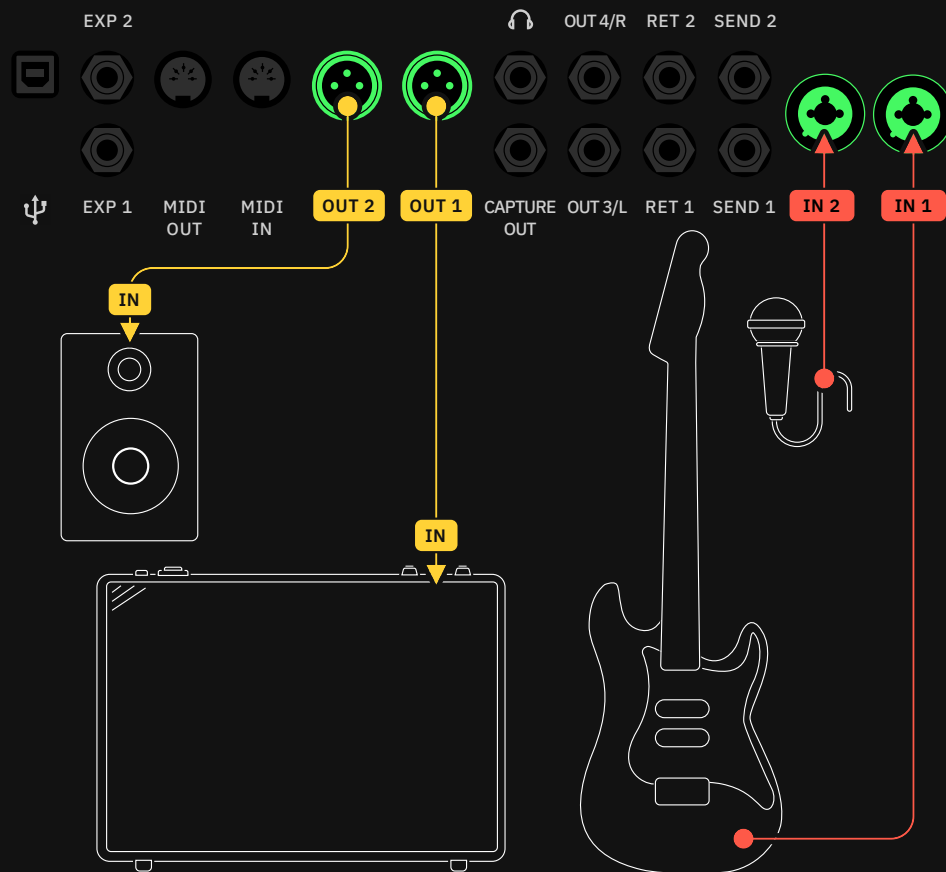 EXP 2
OUT 4/R
RET 2
SEND 2
EXP 1
MIDI
OUT
MIDI
IN
OUT 2
OUT 1
CAPTURE
OUT
OUT 3/L
RET 1
SEND 1
IN 2
IN 1
IN
IN